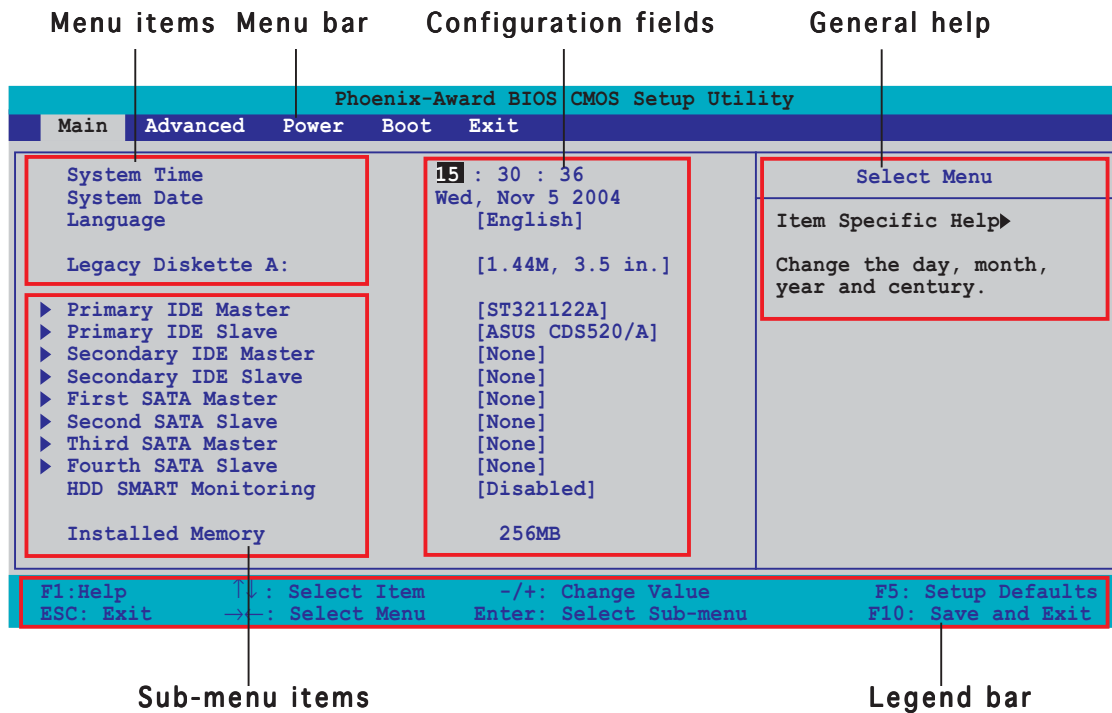 Menu items Menu bar Configuration fields General help
Phoenix-Award BIOS CMOS Setup Utility
Main Advanced Power Boot Exit
System Time 15 : 30 : 36
System Date Wed, Nov 5 2004
Language [English]
Legacy Diskette A: [1.44M, 3.5 in.]
Primary IDE Master [ST321122A]
Primary IDE Slave [ASUS CDS520/A]
Secondary IDE Master [None]
Secondary IDE Slave [None]
First SATA Master [None]
Second SATA Slave [None]
Third SATA Master [None]
Fourth SATA Slave [None]
HDD SMART Monitoring [Disabled]
Installed Memory 256MB
Select Menu
Item Specific Help▶
Change the day, month,
year and century.
F1:Help ↑↓: Select Item -/+: Change Value F5: Setup Defaults
ESC: Exit →←: Select Menu Enter: Select Sub-menu F10: Save and Exit
Sub-menu items Legend bar